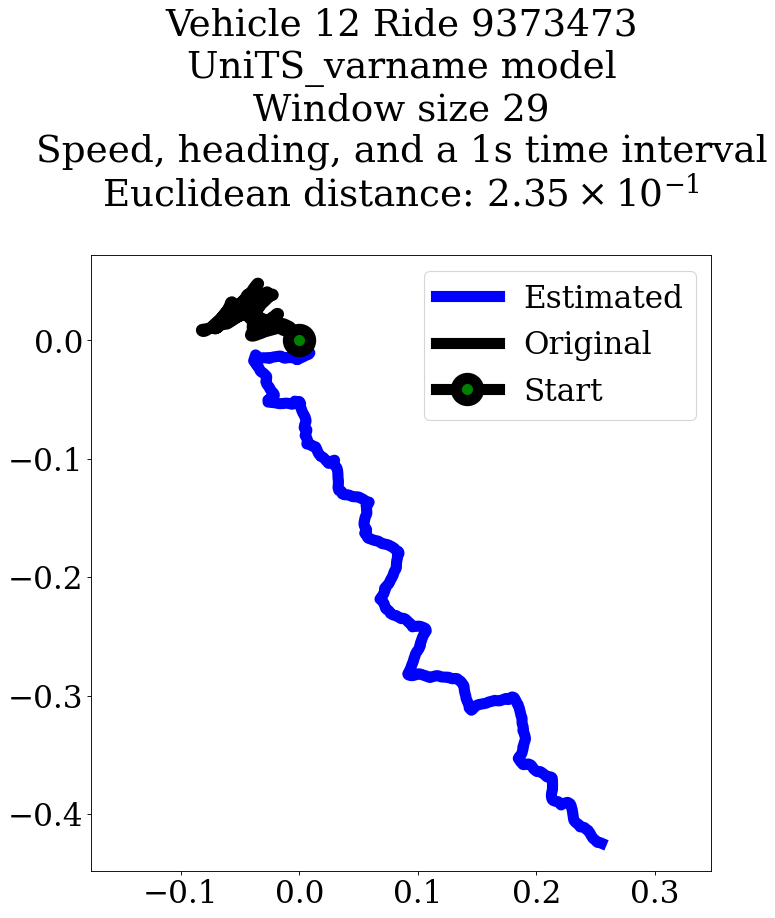 Vehicle 12 Ride 9373473
UniTS_varname model
Window size 29
Speed, heading, and a 1s time interval
Euclidean distance: 2.35 × 10⁻¹
Estimated
Original
Start
0.0
−0.1
−0.2
−0.3
−0.4
−0.1 0.0 0.1 0.2 0.3